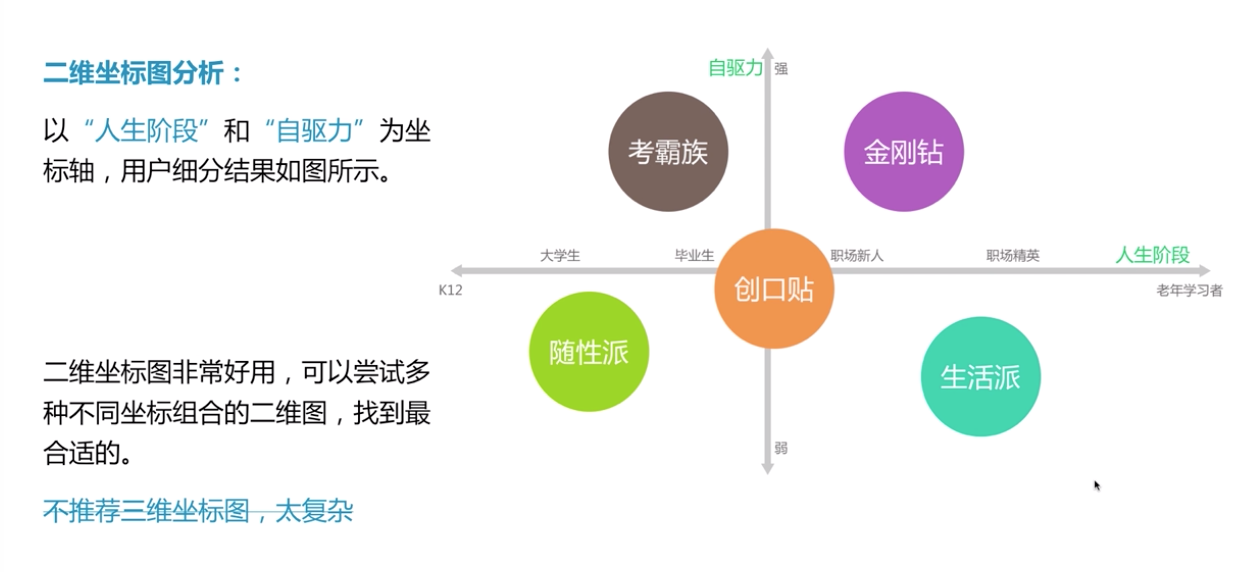 二维坐标图分析：
以“人生阶段”和“自驱力”为坐
标轴，用户细分结果如图所示。
二维坐标图非常好用，可以尝试多
种不同坐标组合的二维图，找到最
合适的。
不推荐三维坐标图，太复杂
自驱力
强
考霸族
金刚钻
大学生
毕业生
职场新人
职场精英
人生阶段
K12
创口贴
老年学习者
随性派
生活派
弱